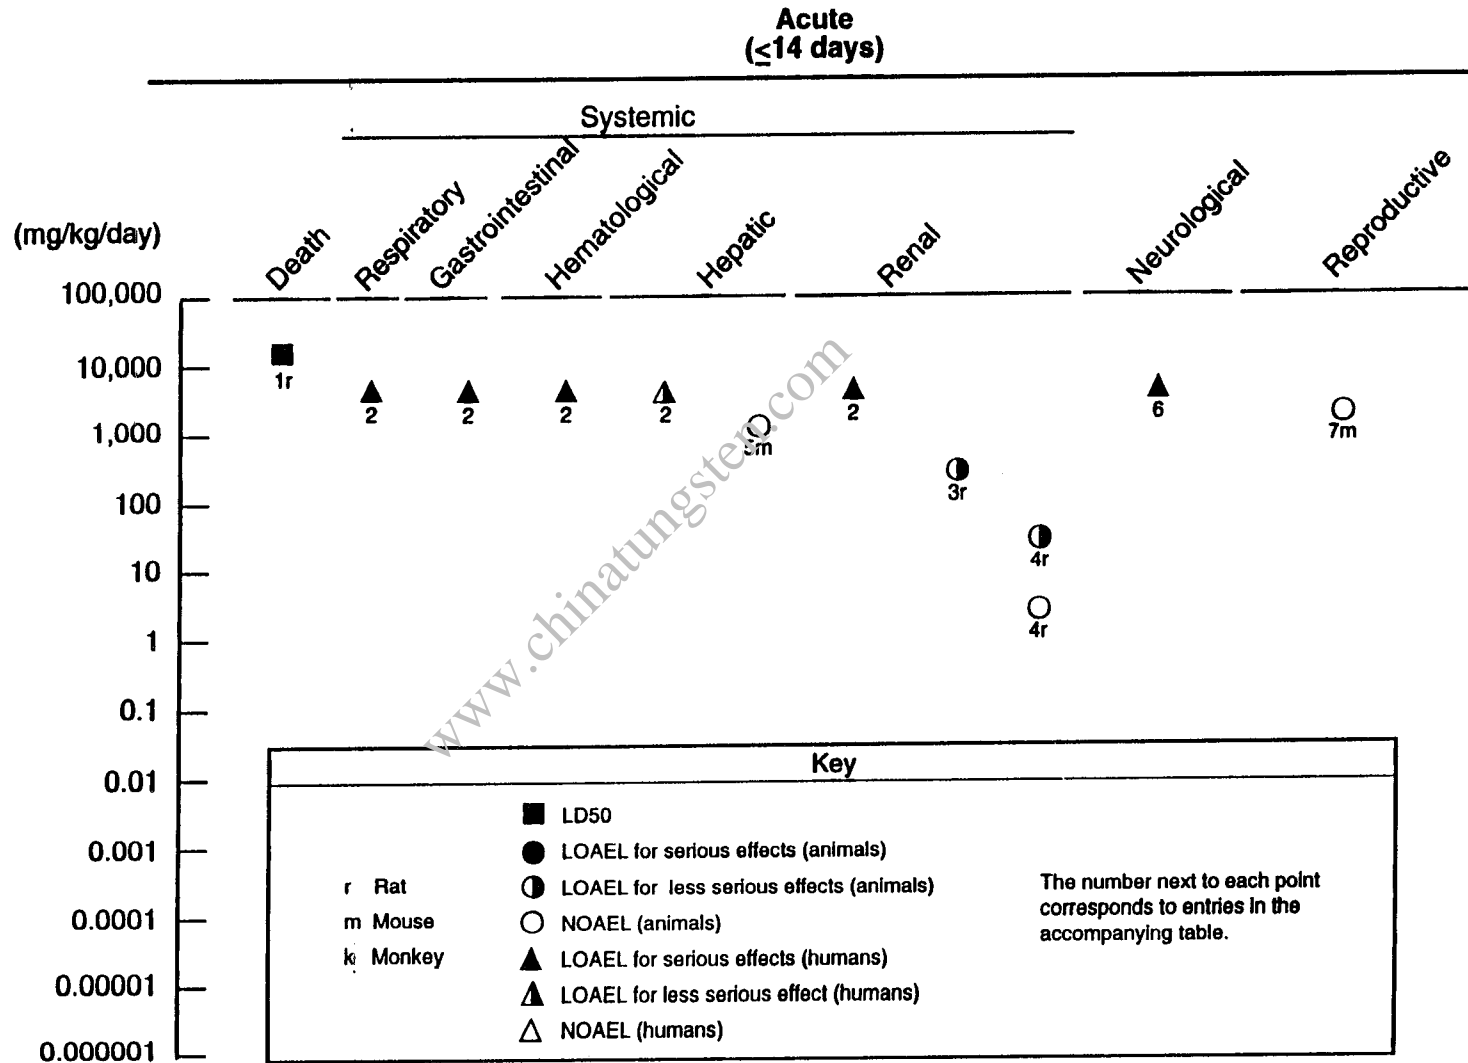 Acute
(≤14 days)
Systemic
(mg/kg/day)
Death
Respiratory
Gastrointestinal
Hematological
Hepatic
Renal
Neurological
Reproductive
100,000
10,000
1,000
100
10
1
0.1
0.01
0.001
0.0001
0.00001
0.000001
1r
2
2
2
2
5m
2
3r
4r
4r
6
7m
www.chinatungsten.com
Key
r Rat
m Mouse
k Monkey
LD50
LOAEL for serious effects (animals)
LOAEL for less serious effects (animals)
NOAEL (animals)
LOAEL for serious effects (humans)
LOAEL for less serious effect (humans)
NOAEL (humans)
The number next to each point
corresponds to entries in the
accompanying table.